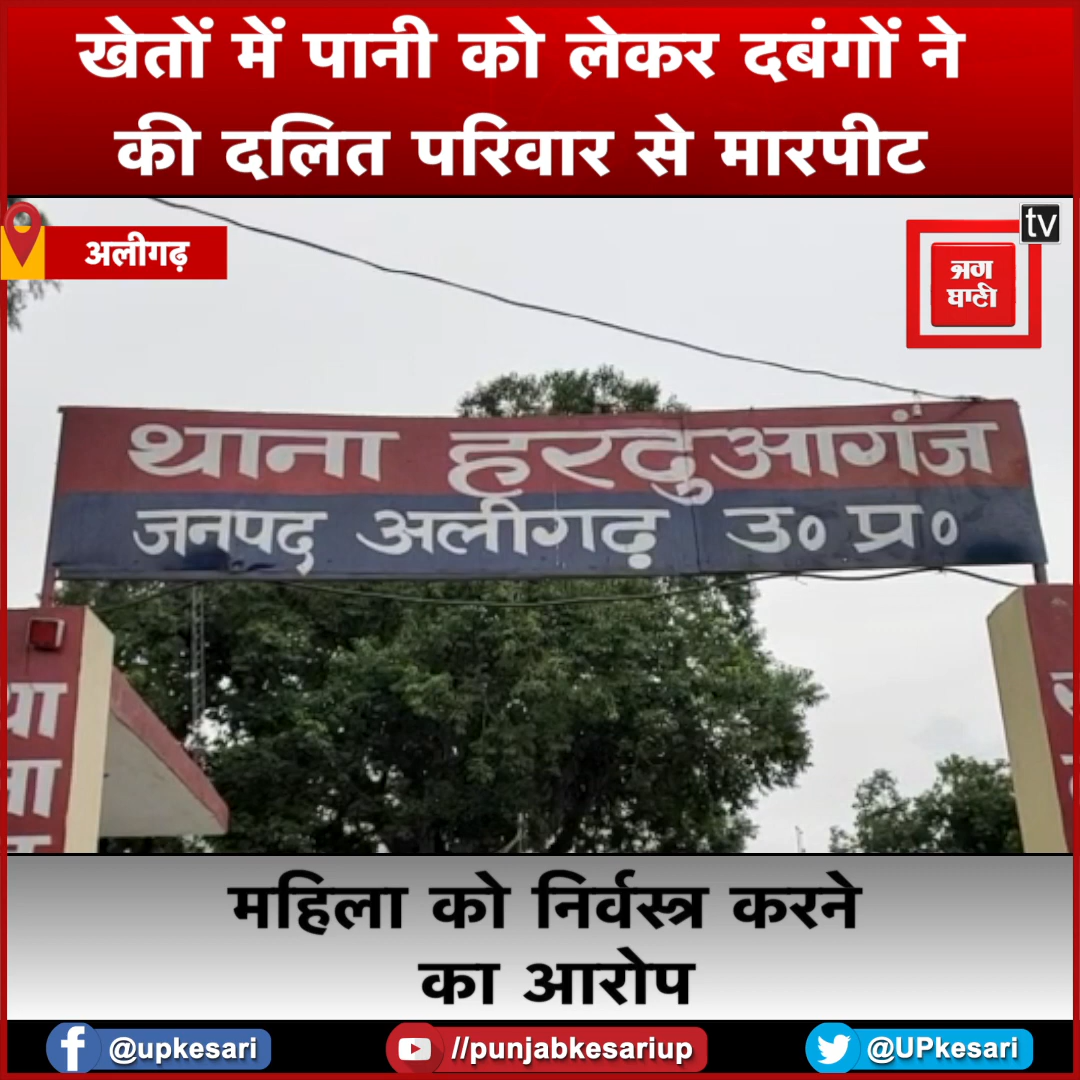 खेतों में पानी को लेकर दबंगों ने
की दलित परिवार से मारपीट
अलीगढ़
tv
थाना हरदुआगंज
जनपद अलीगढ़ उ० प्र०
महिला को निर्वस्त्र करने
का आरोप
@upkesari
//punjabkesariup
@UPkesari